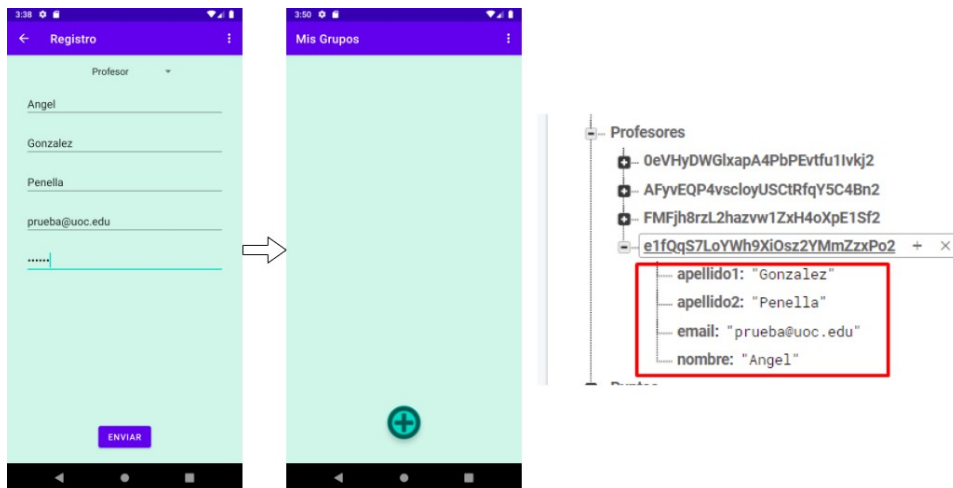 3:38
Registro
Profesor
Angel
Gonzalez
Penella
prueba@uoc.edu
ENVIAR
3:50
Mis Grupos
Profesores
0eVHyDWGlxapA4PbPEvtfu1Ivkj2
AFyvEQP4vscloyUSCtRfqY5C4Bn2
FMFjh8rzL2hazvw1ZxH4oXpE1Sf2
e1fQqS7LoYWh9XiOsz2YMmZzxPo2
apellido1: "Gonzalez"
apellido2: "Penella"
email: "prueba@uoc.edu"
nombre: "Angel"